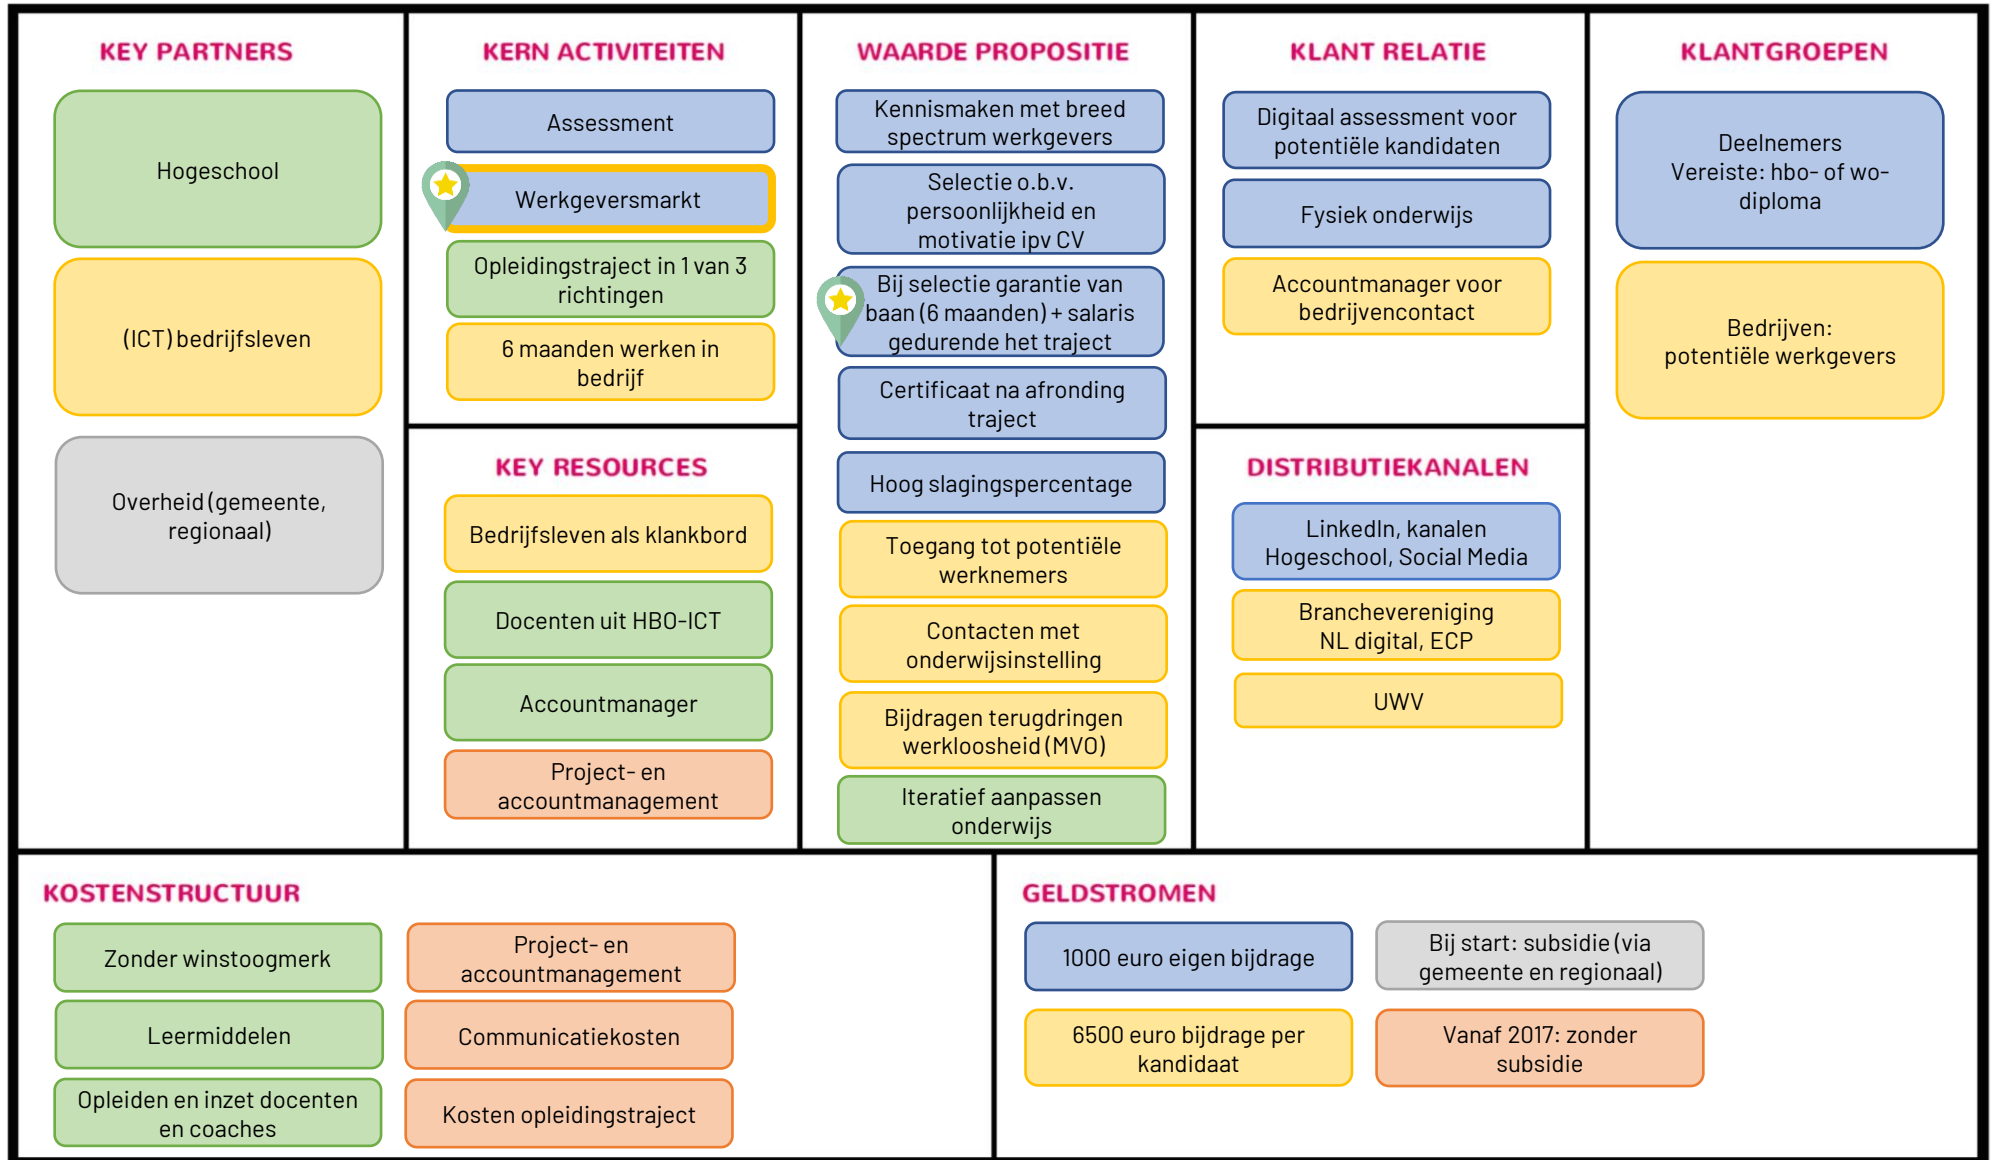 KEY PARTNERS
Hogeschool
(ICT) bedrijfsleven
Overheid (gemeente,
regionaal)
KERN ACTIVITEITEN
Assessment
Werkgeversmarkt
Opleidingstraject in 1 van 3
richtingen
6 maanden werken in
bedrijf
KEY RESOURCES
Bedrijfsleven als klankbord
Docenten uit HBO-ICT
Accountmanager
Project- en
accountmanagement
WAARDE PROPOSITIE
Kennismaken met breed
spectrum werkgevers
Selectie o.b.v.
persoonlijkheid en
motivatie ipv CV
Bij selectie garantie van
baan (6 maanden) + salaris
gedurende het traject
Certificaat na afronding
traject
Hoog slagingspercentage
Toegang tot potentiële
werknemers
Contacten met
onderwijsinstelling
Bijdragen terugdringen
werkloosheid (MVO)
Iteratief aanpassen
onderwijs
KLANT RELATIE
Digitaal assessment voor
potentiële kandidaten
Fysiek onderwijs
Accountmanager voor
bedrijvencontact
DISTRIBUTIEKANALEN
LinkedIn, kanalen
Hogeschool, Social Media
Branchevereniging
NL digital, ECP
UWV
KLANTGROEPEN
Deelnemers
Vereiste: hbo- of wo-
diploma
Bedrijven:
potentiële werkgevers
KOSTENSTRUCTUUR
Zonder winstoogmerk
Leermiddelen
Opleiden en inzet docenten
en coaches
Project- en
accountmanagement
Communicatiekosten
Kosten opleidingstraject
GELDSTROMEN
1000 euro eigen bijdrage
6500 euro bijdrage per
kandidaat
Bij start: subsidie (via
gemeente en regionaal)
Vanaf 2017: zonder
subsidie